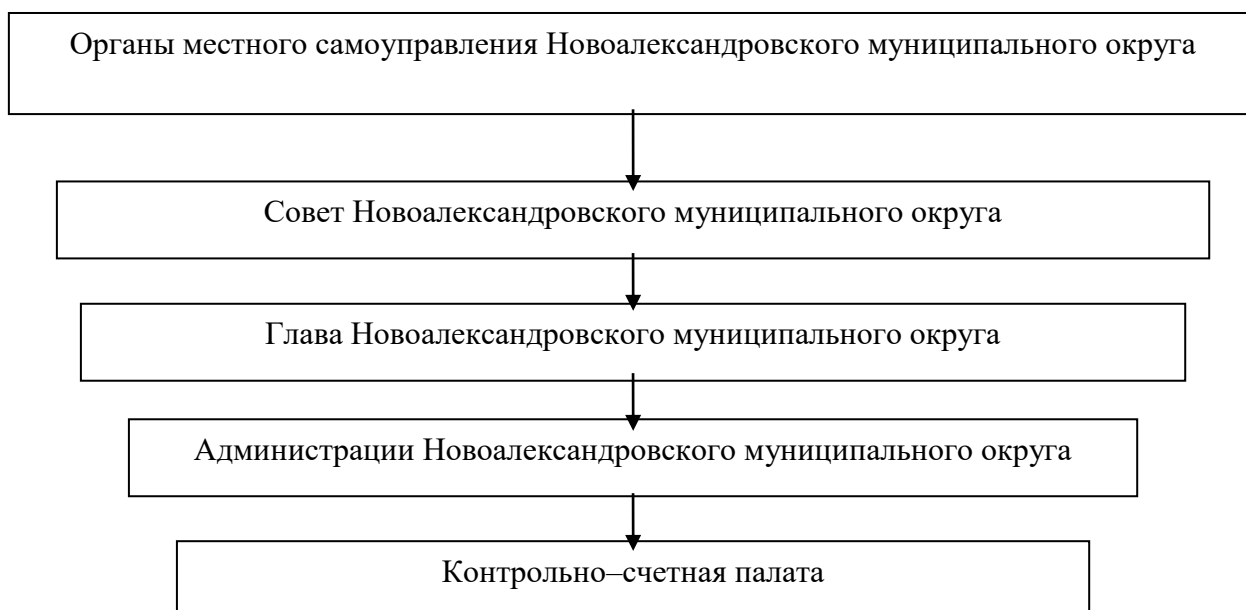 Органы местного самоуправления Новоалександровского муниципального округа
Совет Новоалександровского муниципального округа
Глава Новоалександровского муниципального округа
Администрации Новоалександровского муниципального округа
Контрольно–счетная палата